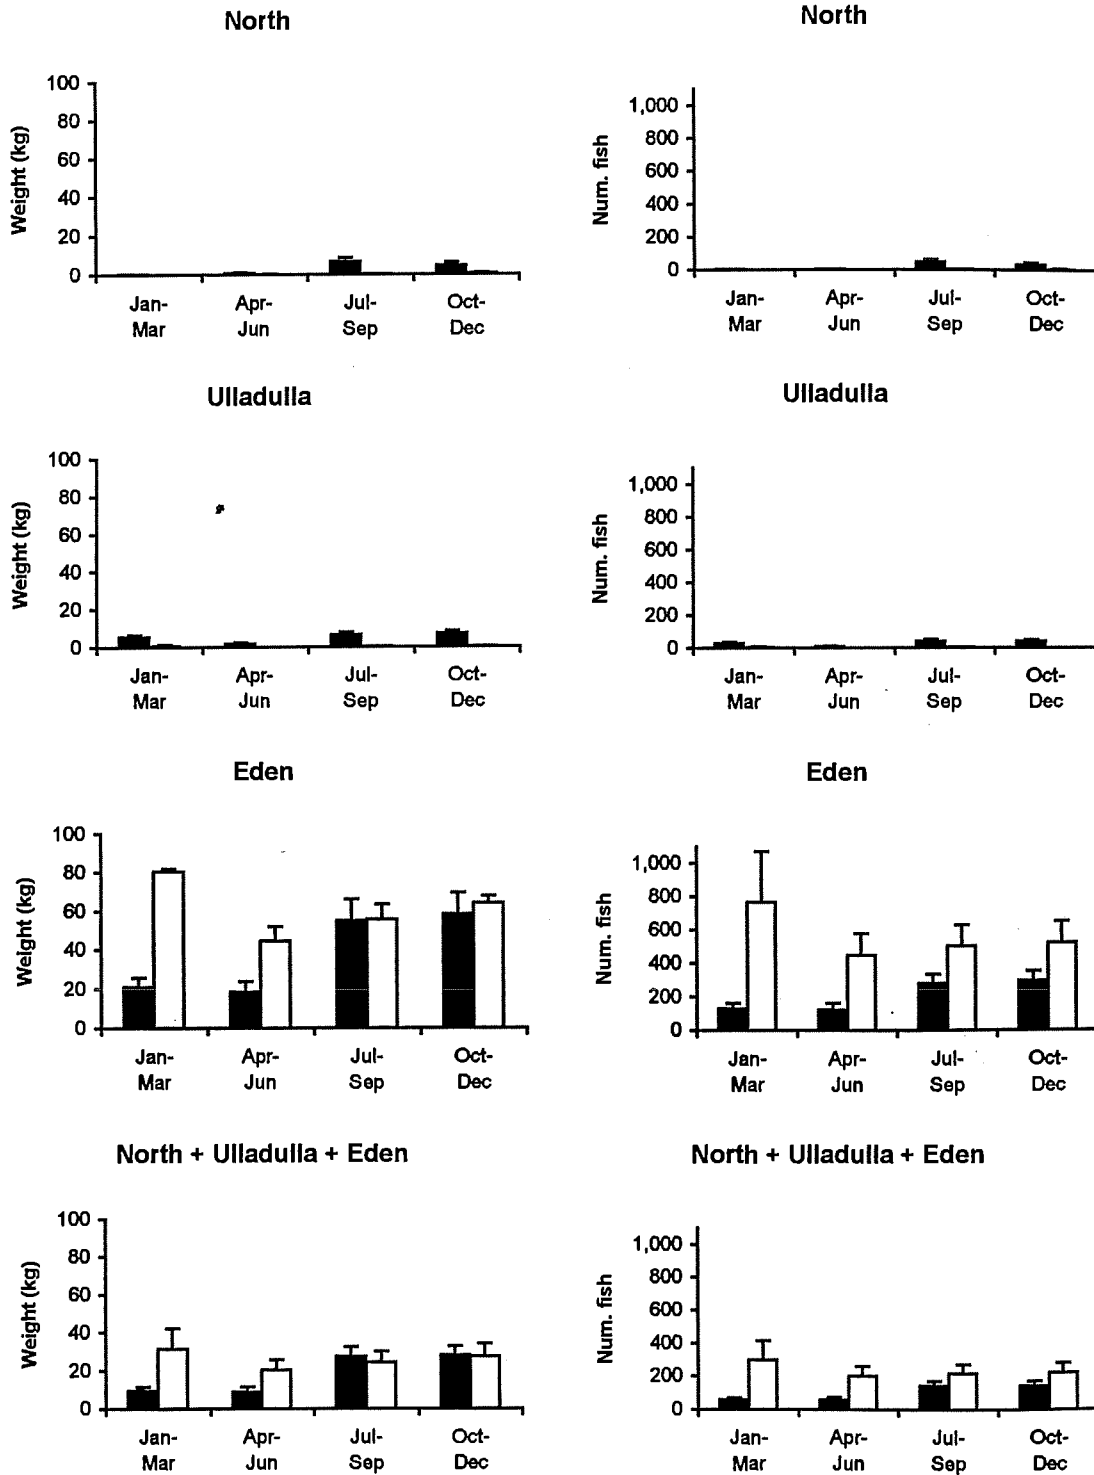 North
Weight (kg)
100
80
60
40
20
0
Jan-
Mar
Apr-
Jun
Jul-
Sep
Oct-
Dec
North
Num. fish
1,000
800
600
400
200
0
Jan-
Mar
Apr-
Jun
Jul-
Sep
Oct-
Dec
Ulladulla
Weight (kg)
100
80
60
40
20
0
Jan-
Mar
Apr-
Jun
Jul-
Sep
Oct-
Dec
Ulladulla
Num. fish
1,000
800
600
400
200
0
Jan-
Mar
Apr-
Jun
Jul-
Sep
Oct-
Dec
Eden
Weight (kg)
100
80
60
40
20
0
Jan-
Mar
Apr-
Jun
Jul-
Sep
Oct-
Dec
Eden
Num. fish
1,000
800
600
400
200
0
Jan-
Mar
Apr-
Jun
Jul-
Sep
Oct-
Dec
North + Ulladulla + Eden
Weight (kg)
100
80
60
40
20
0
Jan-
Mar
Apr-
Jun
Jul-
Sep
Oct-
Dec
North + Ulladulla + Eden
Num. fish
1,000
800
600
400
200
0
Jan-
Mar
Apr-
Jun
Jul-
Sep
Oct-
Dec